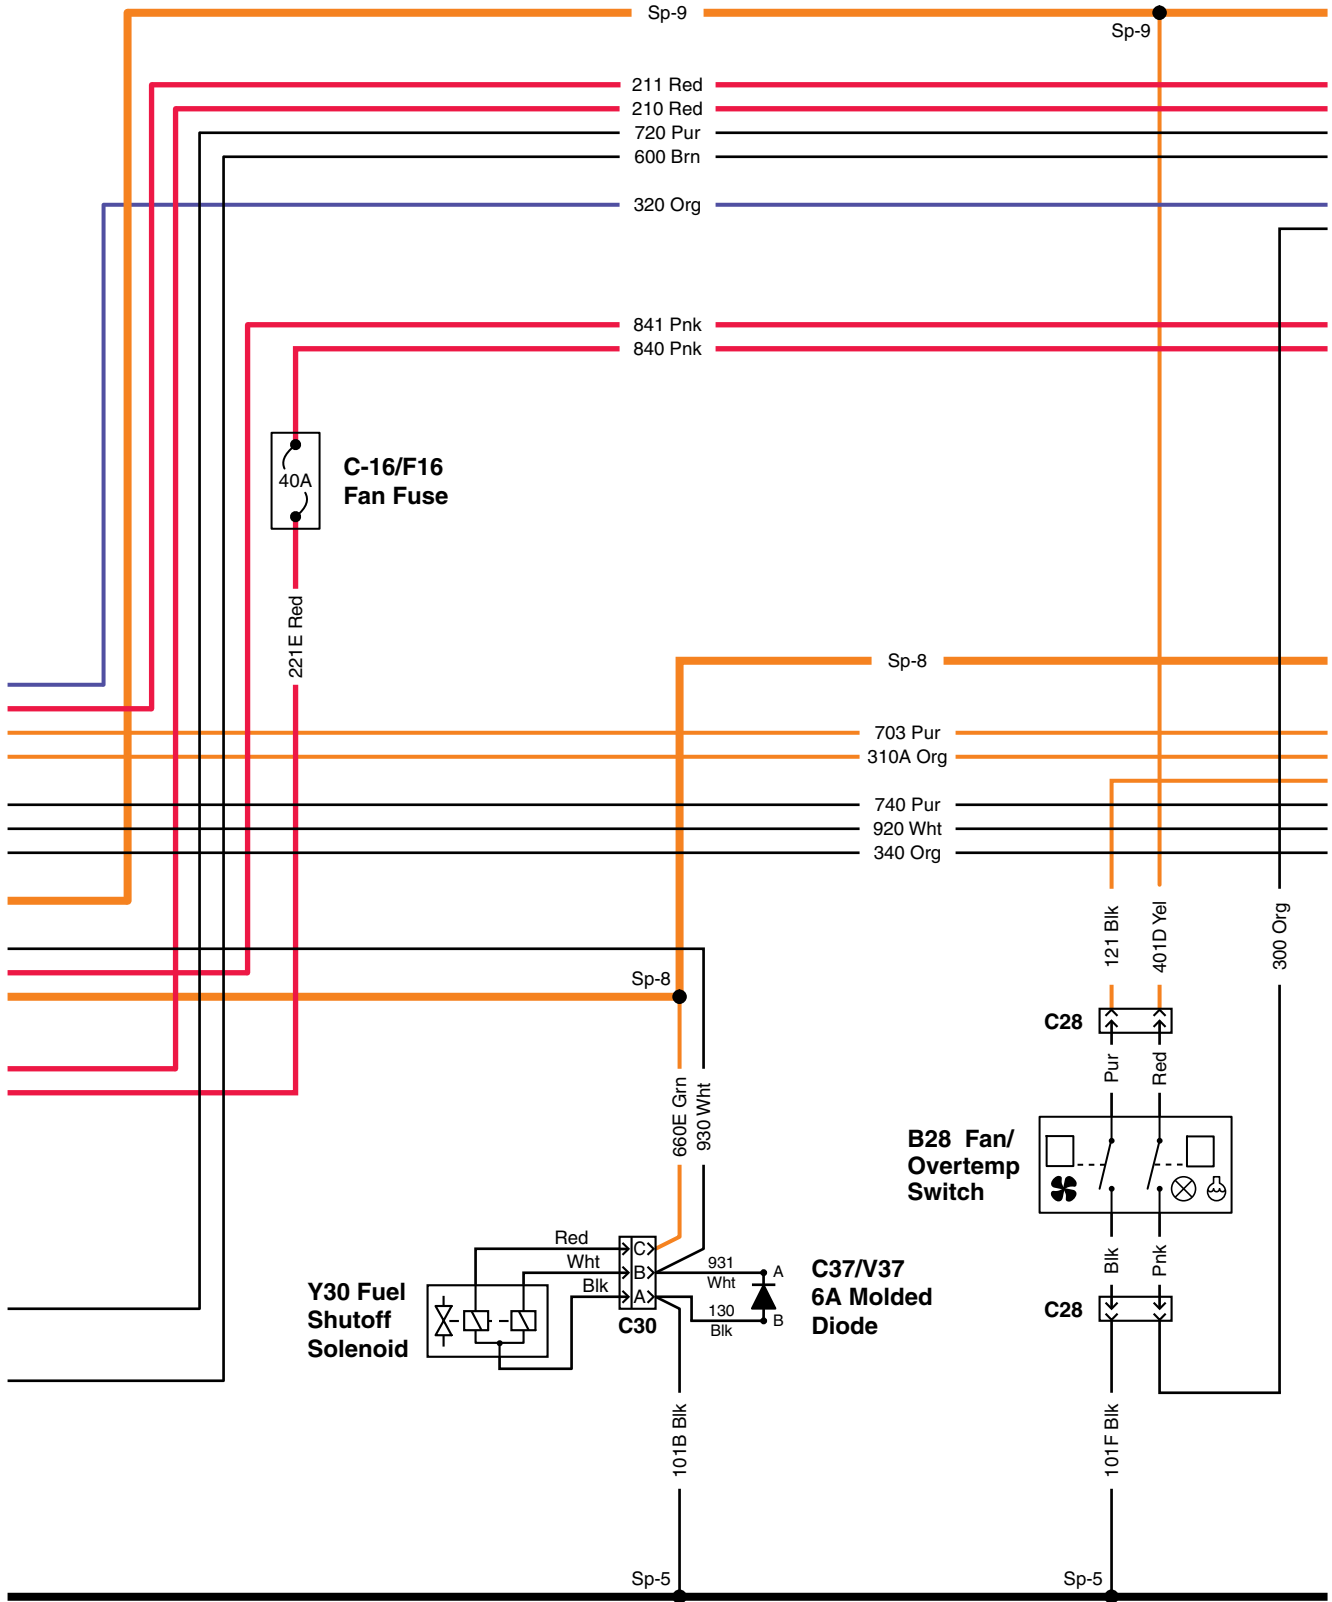 Sp-9
Sp-9
211 Red
210 Red
720 Pur
600 Brn
320 Org
841 Pnk
840 Pnk
40A
C-16/F16
Fan Fuse
221E Red
Sp-8
703 Pur
310A Org
740 Pur
920 Wht
340 Org
121 Blk
401D Yel
300 Org
Sp-8
C28
Pur
Red
660E Grn
930 Wht
B28 Fan/
Overtemp
Switch
Red
Wht
Blk
C
B
A
C30
931
Wht
130
Blk
A
B
C37/V37
6A Molded
Diode
Y30 Fuel
Shutoff
Solenoid
Blk
Pnk
C28
101B Blk
101F Blk
Sp-5
Sp-5